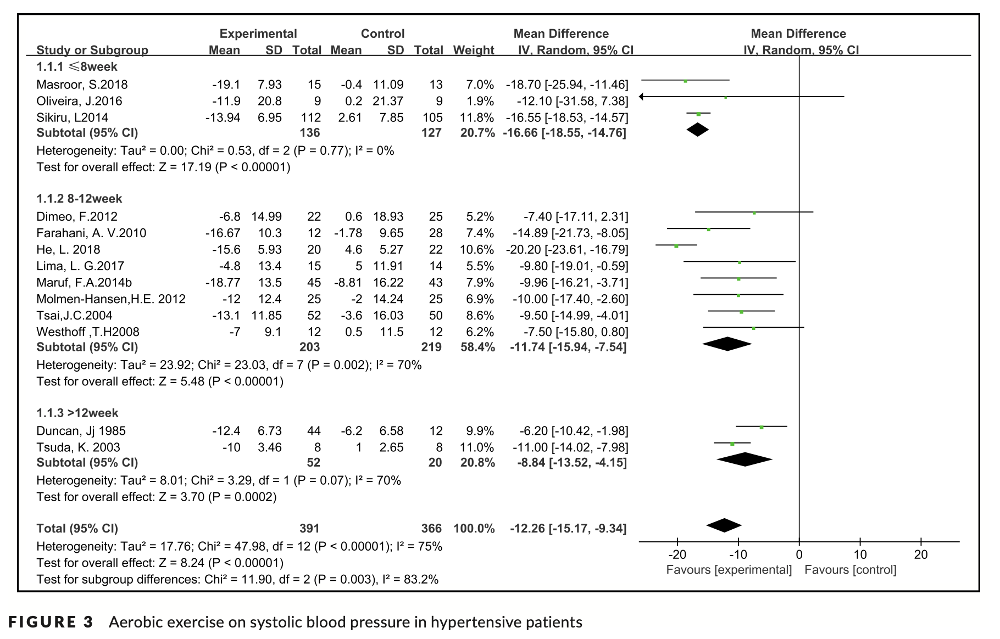 Experimental Control Mean Difference Mean Difference
Study or Subgroup Mean SD Total Mean SD Total Weight IV, Random, 95% CI IV, Random, 95% CI
1.1.1 ≤8week
Masroor, S.2018 -19.1 7.93 15 -0.4 11.09 13 7.0% -18.70 [-25.94, -11.46]
Oliveira, J.2016 -11.9 20.8 9 0.2 21.37 9 1.9% -12.10 [-31.58, 7.38]
Sikiru, L2014 -13.94 6.95 112 2.61 7.85 105 11.8% -16.55 [-18.53, -14.57]
Subtotal (95% CI) 136 127 20.7% -16.66 [-18.55, -14.76]
Heterogeneity: Tau² = 0.00; Chi² = 0.53, df = 2 (P = 0.77); I² = 0%
Test for overall effect: Z = 17.19 (P < 0.00001)
1.1.2 8-12week
Dimeo, F.2012 -6.8 14.99 22 0.6 18.93 25 5.2% -7.40 [-17.11, 2.31]
Farahani, A. V.2010 -16.67 10.3 12 -1.78 9.65 28 7.4% -14.89 [-21.73, -8.05]
He, L. 2018 -15.6 5.93 20 4.6 5.27 22 10.6% -20.20 [-23.61, -16.79]
Lima, L. G.2017 -4.8 13.4 15 5 11.91 14 5.5% -9.80 [-19.01, -0.59]
Maruf, F.A.2014b -18.77 13.5 45 -8.81 16.22 43 7.9% -9.96 [-16.21, -3.71]
Molmen-Hansen,H.E. 2012 -12 12.4 25 -2 14.24 25 6.9% -10.00 [-17.40, -2.60]
Tsai,J.C.2004 -13.1 11.85 52 -3.6 16.03 50 8.6% -9.50 [-14.99, -4.01]
Westhoff ,T.H2008 -7 9.1 12 0.5 11.5 12 6.2% -7.50 [-15.80, 0.80]
Subtotal (95% CI) 203 219 58.4% -11.74 [-15.94, -7.54]
Heterogeneity: Tau² = 23.92; Chi² = 23.03, df = 7 (P = 0.002); I² = 70%
Test for overall effect: Z = 5.48 (P < 0.00001)
1.1.3 >12week
Duncan, Jj 1985 -12.4 6.73 44 -6.2 6.58 12 9.9% -6.20 [-10.42, -1.98]
Tsuda, K. 2003 -10 3.46 8 1 2.65 8 11.0% -11.00 [-14.02, -7.98]
Subtotal (95% CI) 52 20 20.8% -8.84 [-13.52, -4.15]
Heterogeneity: Tau² = 8.01; Chi² = 3.29, df = 1 (P = 0.07); I² = 70%
Test for overall effect: Z = 3.70 (P = 0.0002)
Total (95% CI) 391 366 100.0% -12.26 [-15.17, -9.34]
Heterogeneity: Tau² = 17.76; Chi² = 47.98, df = 12 (P < 0.00001); I² = 75%
Test for overall effect: Z = 8.24 (P < 0.00001)
Test for subgroup differences: Chi² = 11.90, df = 2 (P = 0.003), I² = 83.2%
-20 -10 0 10 20
Favours [experimental] Favours [control]
FIGURE 3 Aerobic exercise on systolic blood pressure in hypertensive patients